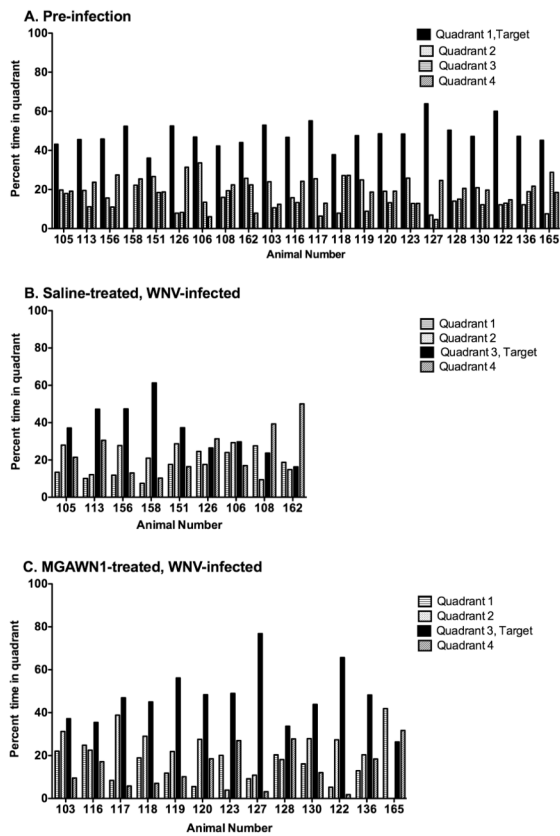 A. Pre-infection
Percent time in quadrant
100
80
60
40
20
0
Quadrant 1,Target
Quadrant 2
Quadrant 3
Quadrant 4
105 113 156 158 151 126 106 108 162 103 116 117 118 119 120 123 127 128 130 122 136 165
Animal Number
B. Saline-treated, WNV-infected
Percent time in quadrant
100
80
60
40
20
0
Quadrant 1
Quadrant 2
Quadrant 3, Target
Quadrant 4
105 113 156 158 151 126 106 108 162
Animal Number
C. MGAWN1-treated, WNV-infected
Percent time in quadrant
100
80
60
40
20
0
Quadrant 1
Quadrant 2
Quadrant 3, Target
Quadrant 4
103 116 117 118 119 120 123 127 128 130 122 136 165
Animal Number